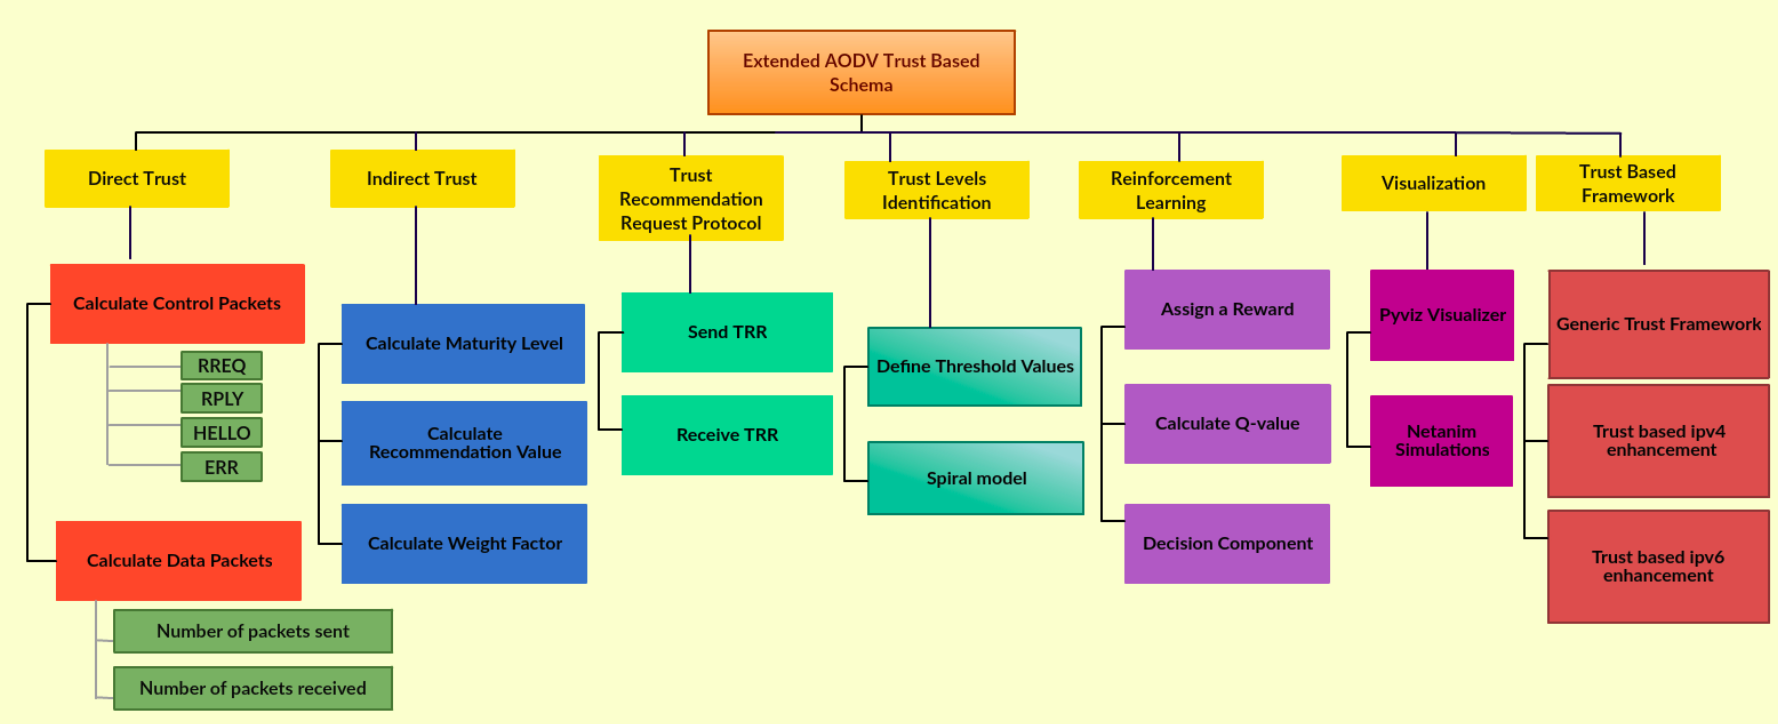 Extended AODV Trust Based
Schema
Direct Trust
Indirect Trust
Trust
Recommendation
Request Protocol
Trust Levels
Identification
Reinforcement
Learning
Visualization
Trust Based
Framework
Calculate Control Packets
RREQ
RPLY
HELLO
ERR
Calculate Data Packets
Number of packets sent
Number of packets received
Calculate Maturity Level
Calculate
Recommendation Value
Calculate Weight Factor
Send TRR
Receive TRR
Define Threshold Values
Spiral model
Assign a Reward
Calculate Q-value
Decision Component
Pyviz Visualizer
Netanim
Simulations
Generic Trust Framework
Trust based ipv4
enhancement
Trust based ipv6
enhancement